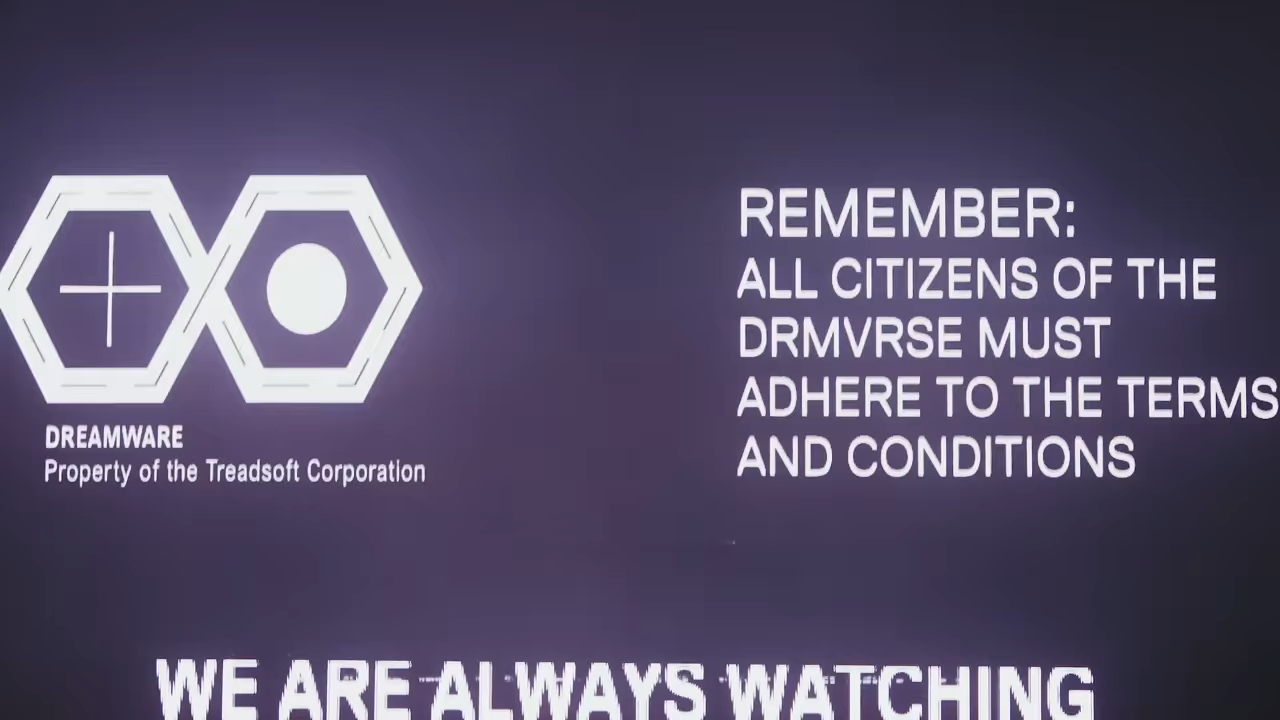 DREAMWARE
Property of the Treadsoft Corporation
REMEMBER:
ALL CITIZENS OF THE
DRMVRSE MUST
ADHERE TO THE TERMS
AND CONDITIONS
WE ARE ALWAYS WATCHING